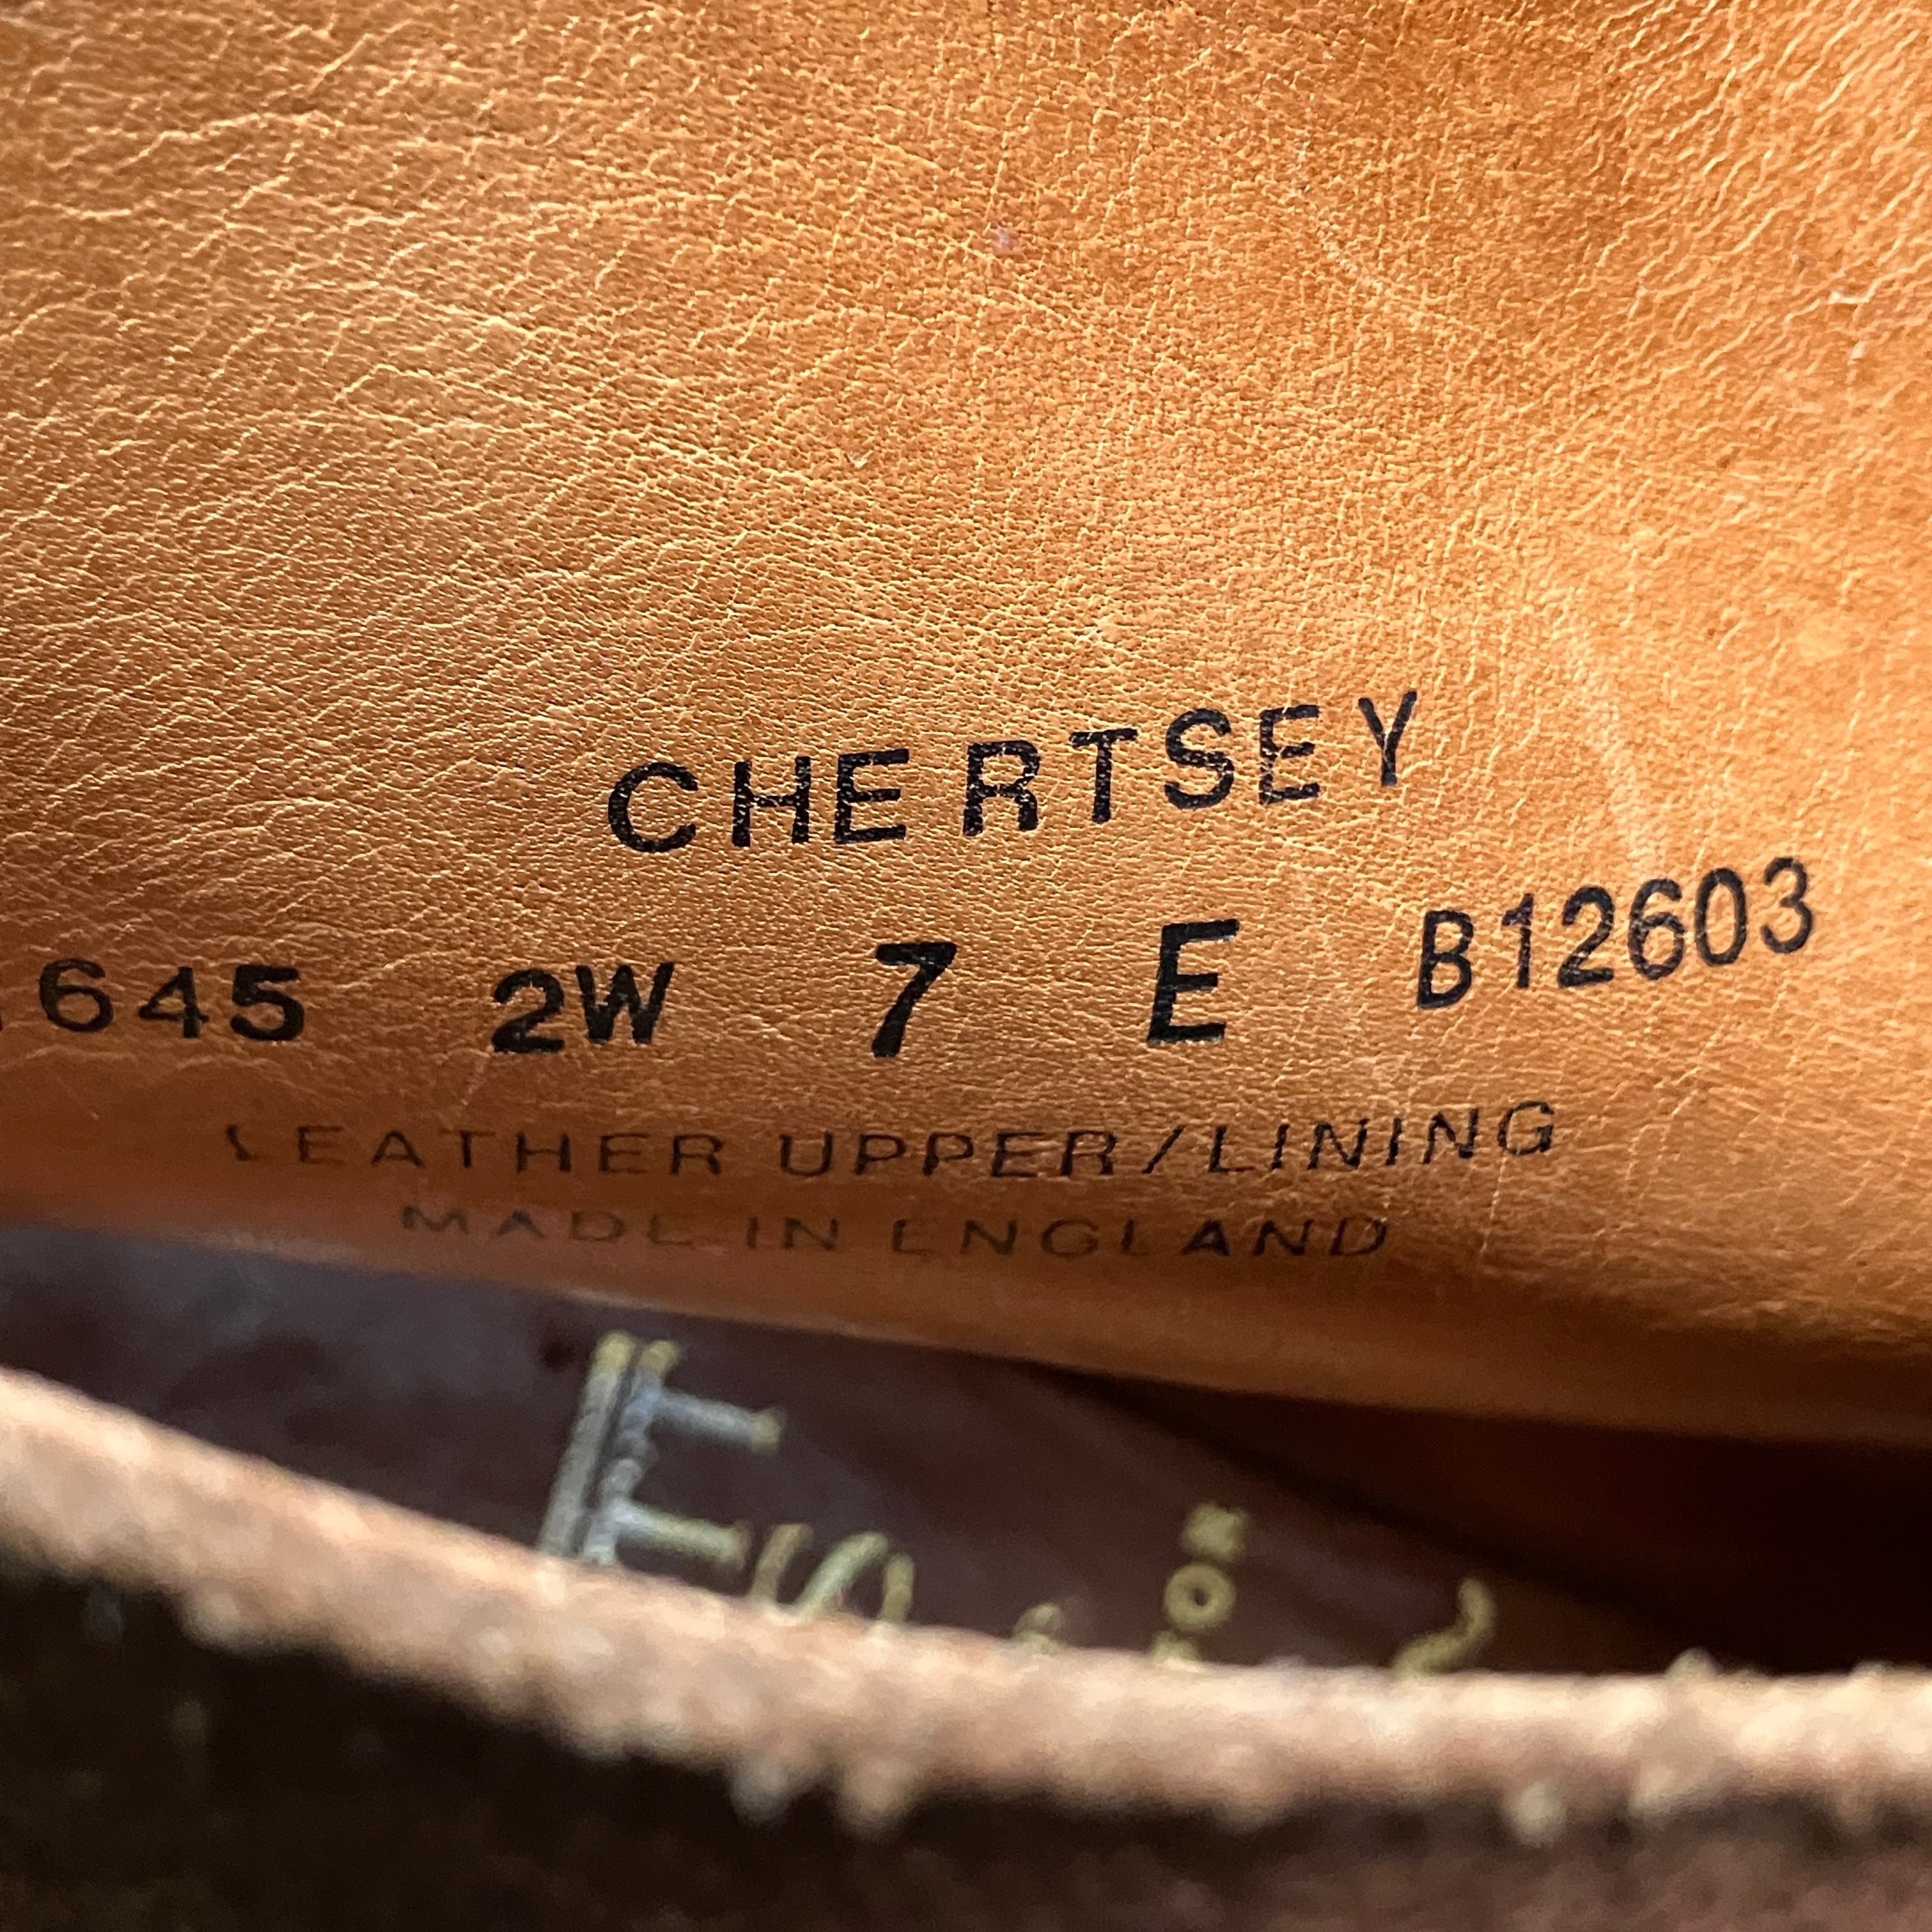 CHERTSEY
645 2W 7 E B12603
LEATHER UPPER/LINING
MADE IN ENGLAND